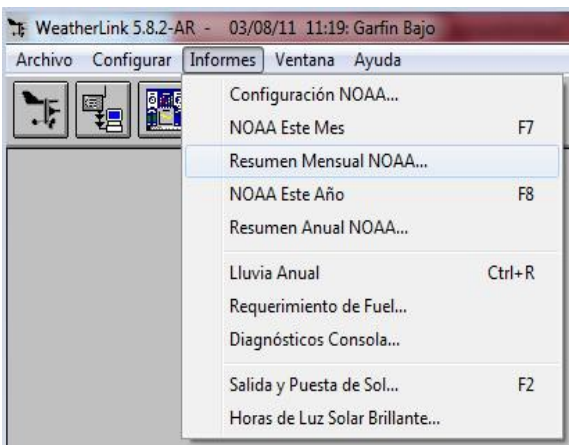 WeatherLink 5.8.2-AR - 03/08/11 11:19: Garfin Bajo
Archivo Configurar Informes Ventana Ayuda
Configuración NOAA...
NOAA Este Mes F7
Resumen Mensual NOAA...
NOAA Este Año F8
Resumen Anual NOAA...
Lluvia Anual Ctrl+R
Requerimiento de Fuel...
Diagnósticos Consola...
Salida y Puesta de Sol... F2
Horas de Luz Solar Brillante...